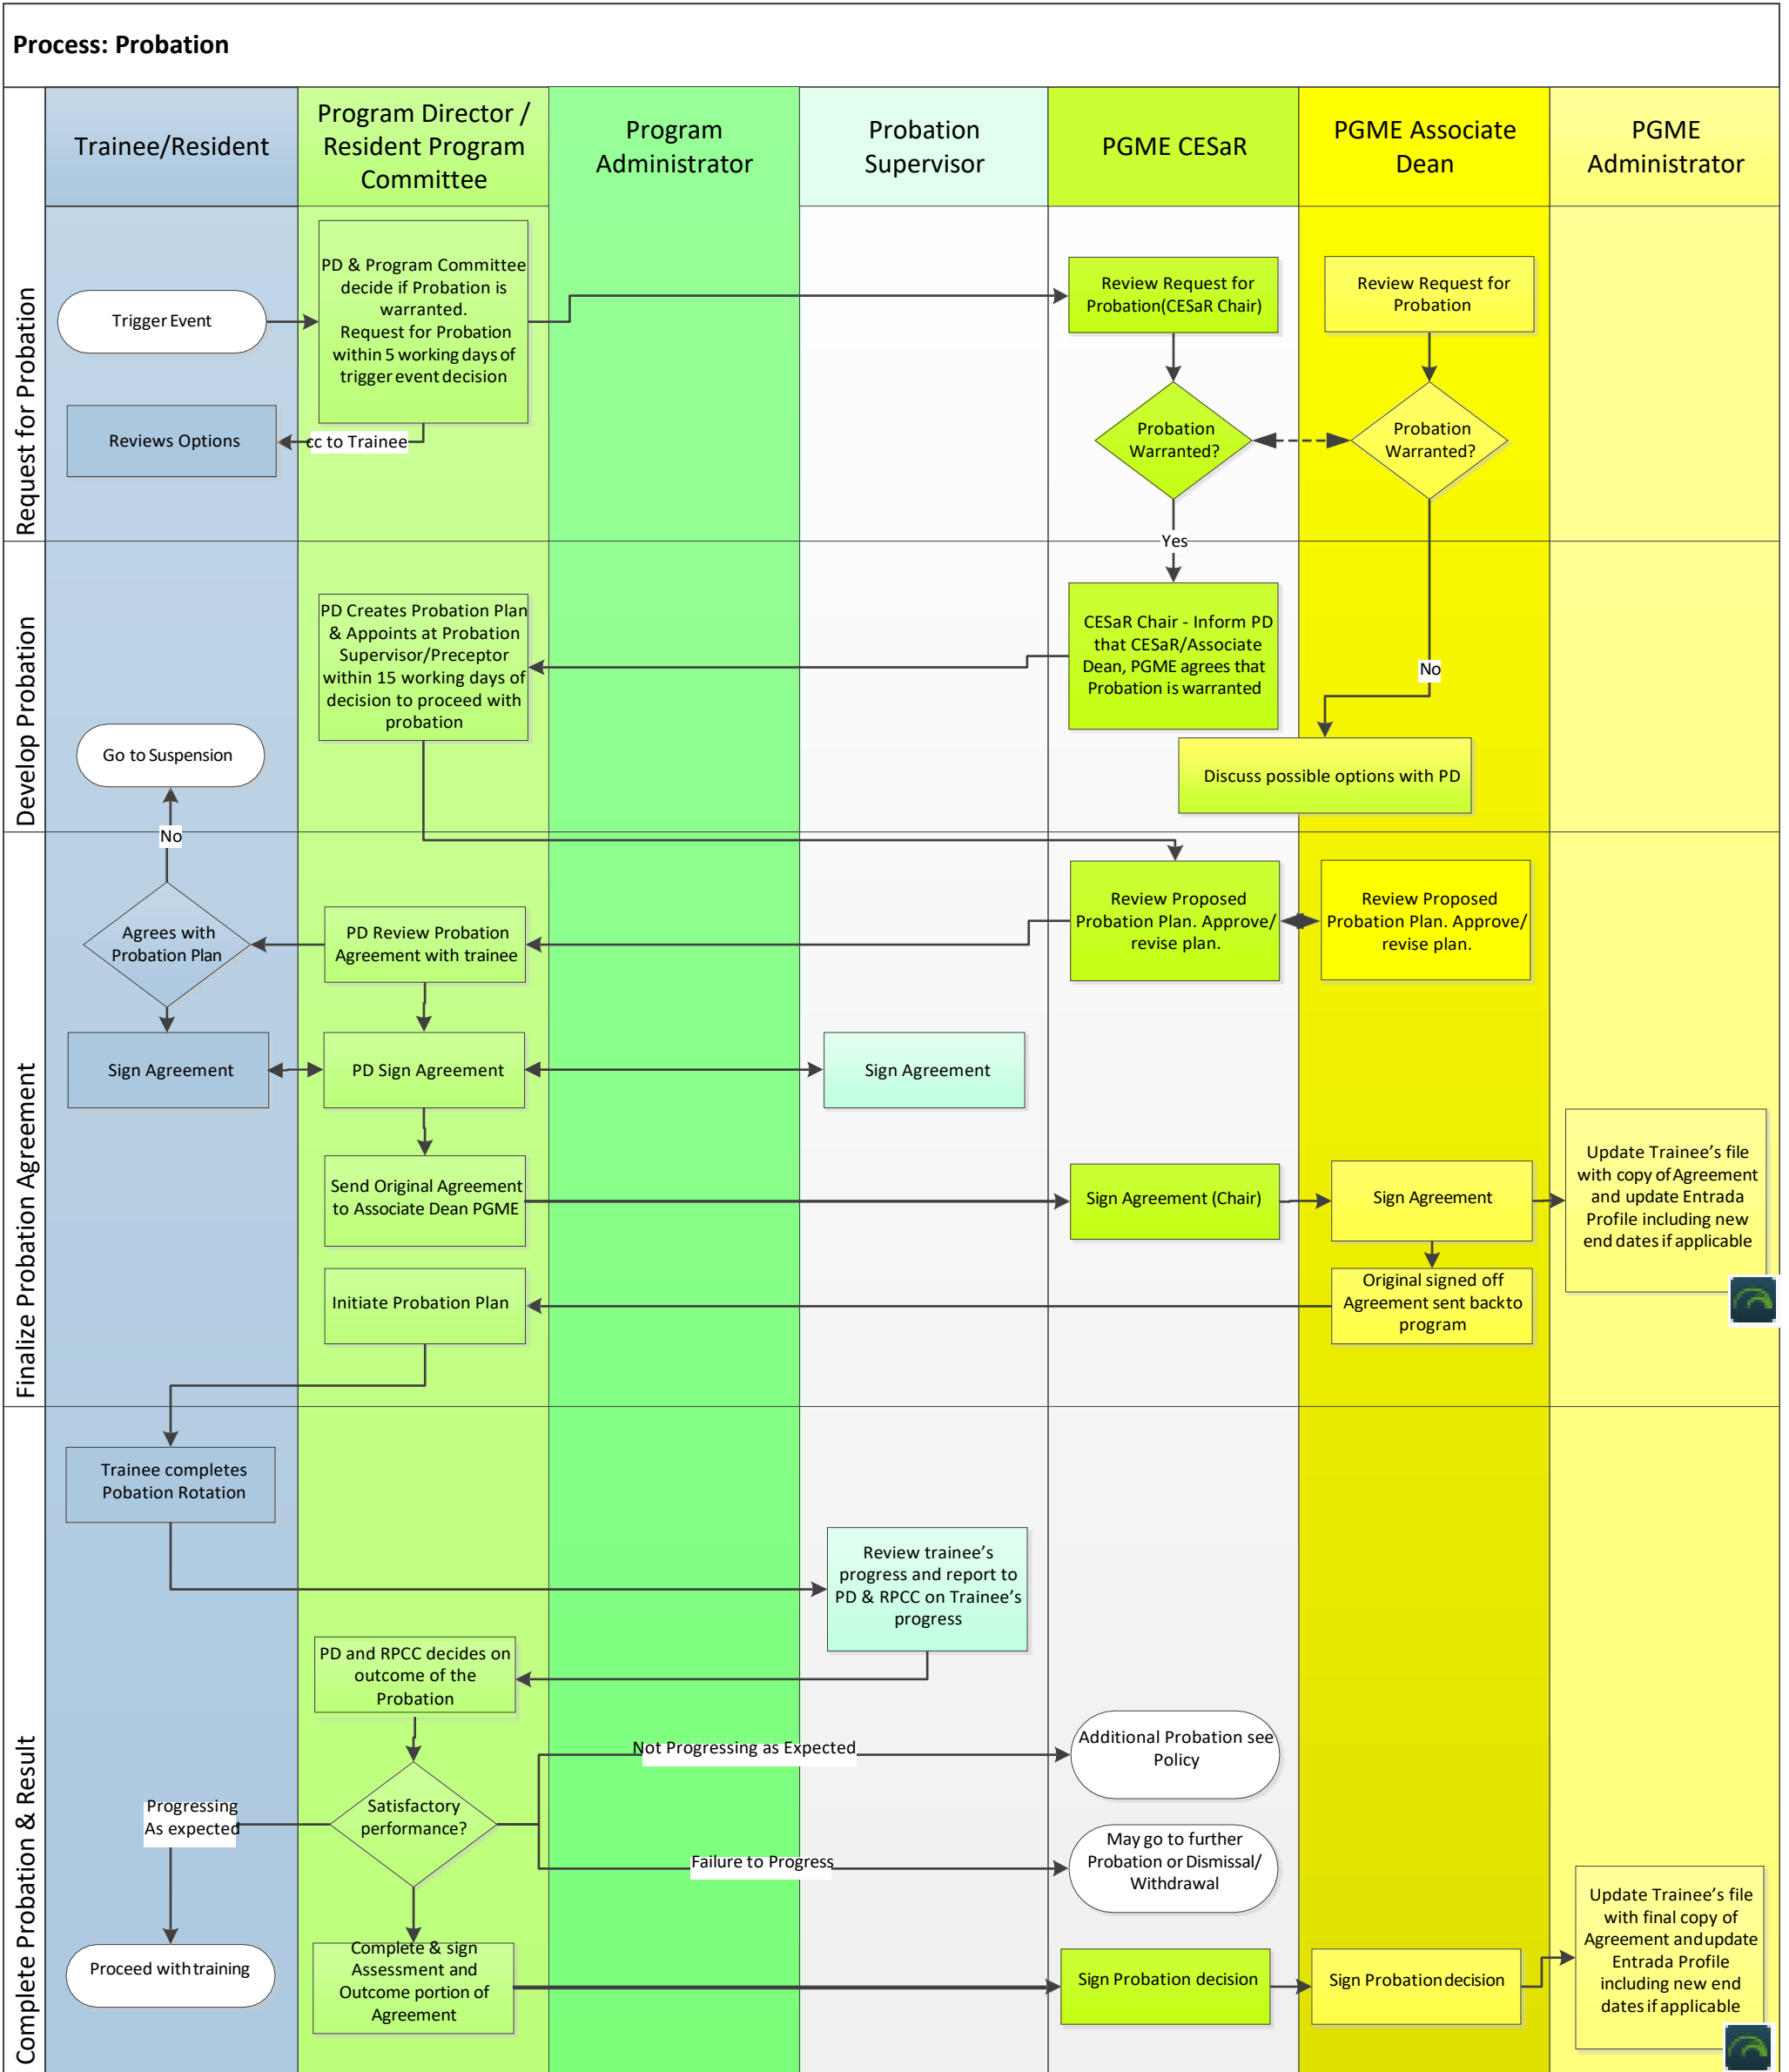 Process: Probation
Trainee/Resident
Program Director /
Resident Program
Committee
Program
Administrator
Probation
Supervisor
PGME CESaR
PGME Associate
Dean
PGME
Administrator
Request for Probation
Trigger Event
PD & Program Committee
decide if Probation is
warranted.
Request for Probation
within 5 working days of
trigger event decision
Review Request for
Probation(CESaR Chair)
Review Request for
Probation
Reviews Options
cc to Trainee
Probation
Warranted?
Probation
Warranted?
Yes
Develop Probation
PD Creates Probation Plan
& Appoints at Probation
Supervisor/Preceptor
within 15 working days of
decision to proceed with
probation
CESaR Chair - Inform PD
that CESaR/Associate
Dean, PGME agrees that
Probation is warranted
No
Go to Suspension
Discuss possible options with PD
No
Finalize Probation Agreement
Agrees with
Probation Plan
PD Review Probation
Agreement with trainee
Review Proposed
Probation Plan. Approve/
revise plan.
Review Proposed
Probation Plan. Approve/
revise plan.
Sign Agreement
PD Sign Agreement
Sign Agreement
Send Original Agreement
to Associate Dean PGME
Sign Agreement (Chair)
Sign Agreement
Update Trainee's file
with copy of Agreement
and update Entrada
Profile including new
end dates if applicable
Initiate Probation Plan
Original signed off
Agreement sent back to
program
Complete Probation & Result
Trainee completes
Pobation Rotation
Review trainee's
progress and report to
PD & RPCC on Trainee's
progress
PD and RPCC decides on
outcome of the
Probation
Not Progressing as Expected
Additional Probation see
Policy
Progressing
As expected
Satisfactory
performance?
Failure to Progress
May go to further
Probation or Dismissal/
Withdrawal
Proceed with training
Complete & sign
Assessment and
Outcome portion of
Agreement
Sign Probation decision
Sign Probation decision
Update Trainee's file
with final copy of
Agreement and update
Entrada Profile
including new end
dates if applicable